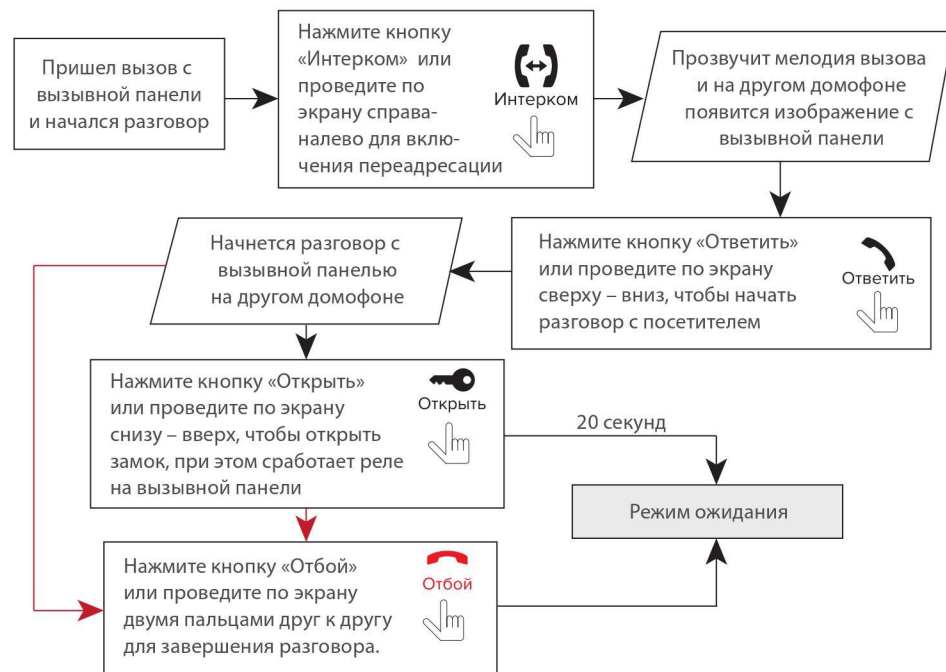 Пришел вызов с
вызывной панели
и начался разговор
Нажмите кнопку
«Интерком» или
проведите по
экрану справа-
налево для вклю-
чения переадресации
Интерком
Прозвучит мелодия вызова
и на другом домофоне
появится изображение с
вызывной панели
Нажмите кнопку «Ответить»
или проведите по экрану
сверху – вниз, чтобы начать
разговор с посетителем
Ответить
Начнется разговор с
вызывной панелью
на другом домофоне
Нажмите кнопку «Открыть»
или проведите по экрану
снизу – вверх, чтобы открыть
замок, при этом сработает реле
на вызывной панели
Открыть
20 секунд
Режим ожидания
Нажмите кнопку «Отбой»
или проведите по экрану
двумя пальцами друг к другу
для завершения разговора.
Отбой